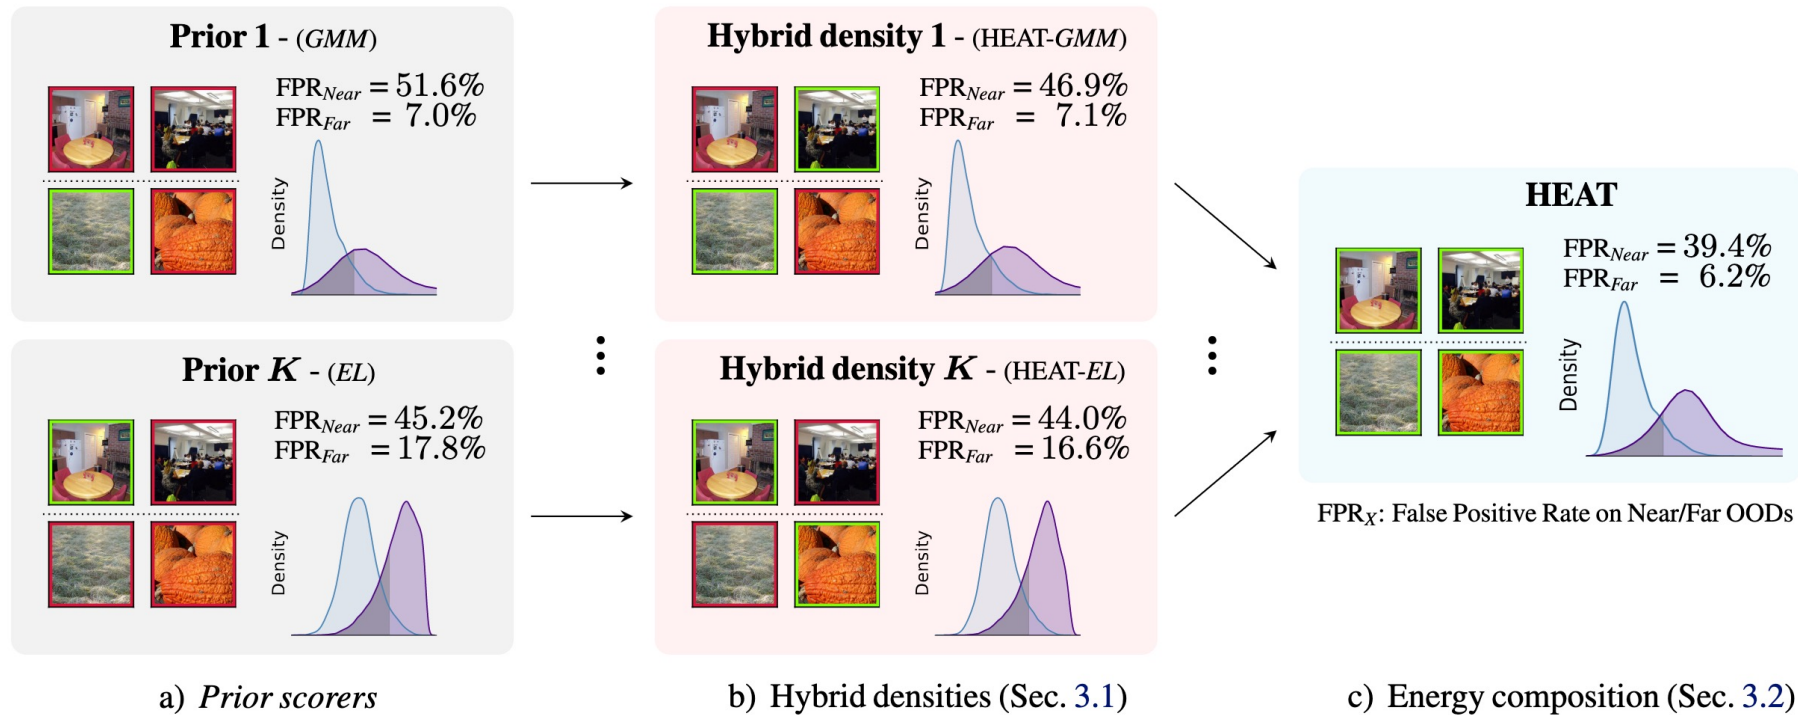 Prior 1 - (GMM)
FPR_Near = 51.6%
FPR_Far = 7.0%
Density
Prior K - (EL)
FPR_Near = 45.2%
FPR_Far = 17.8%
Density
a) Prior scorers
Hybrid density 1 - (HEAT-GMM)
FPR_Near = 46.9%
FPR_Far = 7.1%
Density
Hybrid density K - (HEAT-EL)
FPR_Near = 44.0%
FPR_Far = 16.6%
Density
b) Hybrid densities (Sec. 3.1)
HEAT
FPR_Near = 39.4%
FPR_Far = 6.2%
Density
FPR_X: False Positive Rate on Near/Far OODs
c) Energy composition (Sec. 3.2)